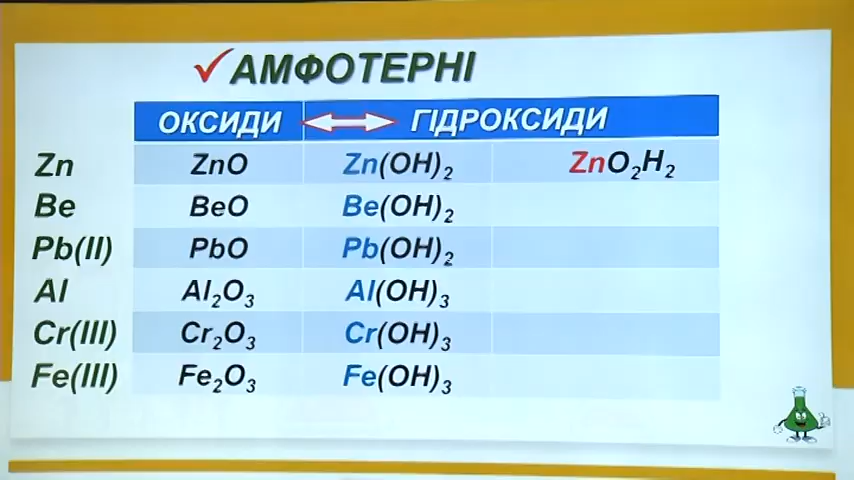 ✓АМФОТЕРНІ
ОКСИДИ ГІДРОКСИДИ
Zn ZnO Zn(OH)₂ ZnO₂H₂
Be BeO Be(OH)₂
Pb(II) PbO Pb(OH)₂
Al Al₂O₃ Al(OH)₃
Cr(III) Cr₂O₃ Cr(OH)₃
Fe(III) Fe₂O₃ Fe(OH)₃